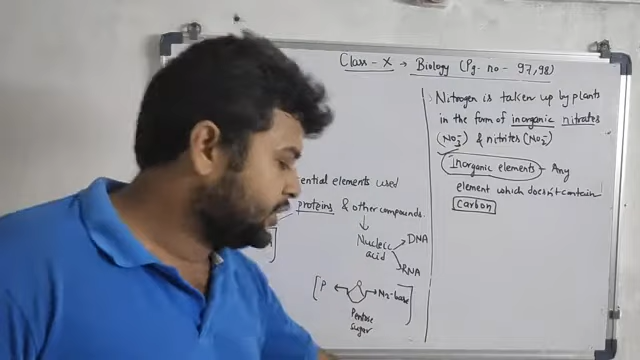 Class - X → Biology (Pg. no - 97,98)
ential elements used
proteins & other compounds.
Nucleic acid
DNA
RNA
[P
N2-base]
Pentose
sugar
Nitrogen is taken up by plants
in the form of inorganic nitrates
(NO3-) & nitrites (NO2-)
Inorganic elements - Any
element which doesn't contain
Carbon